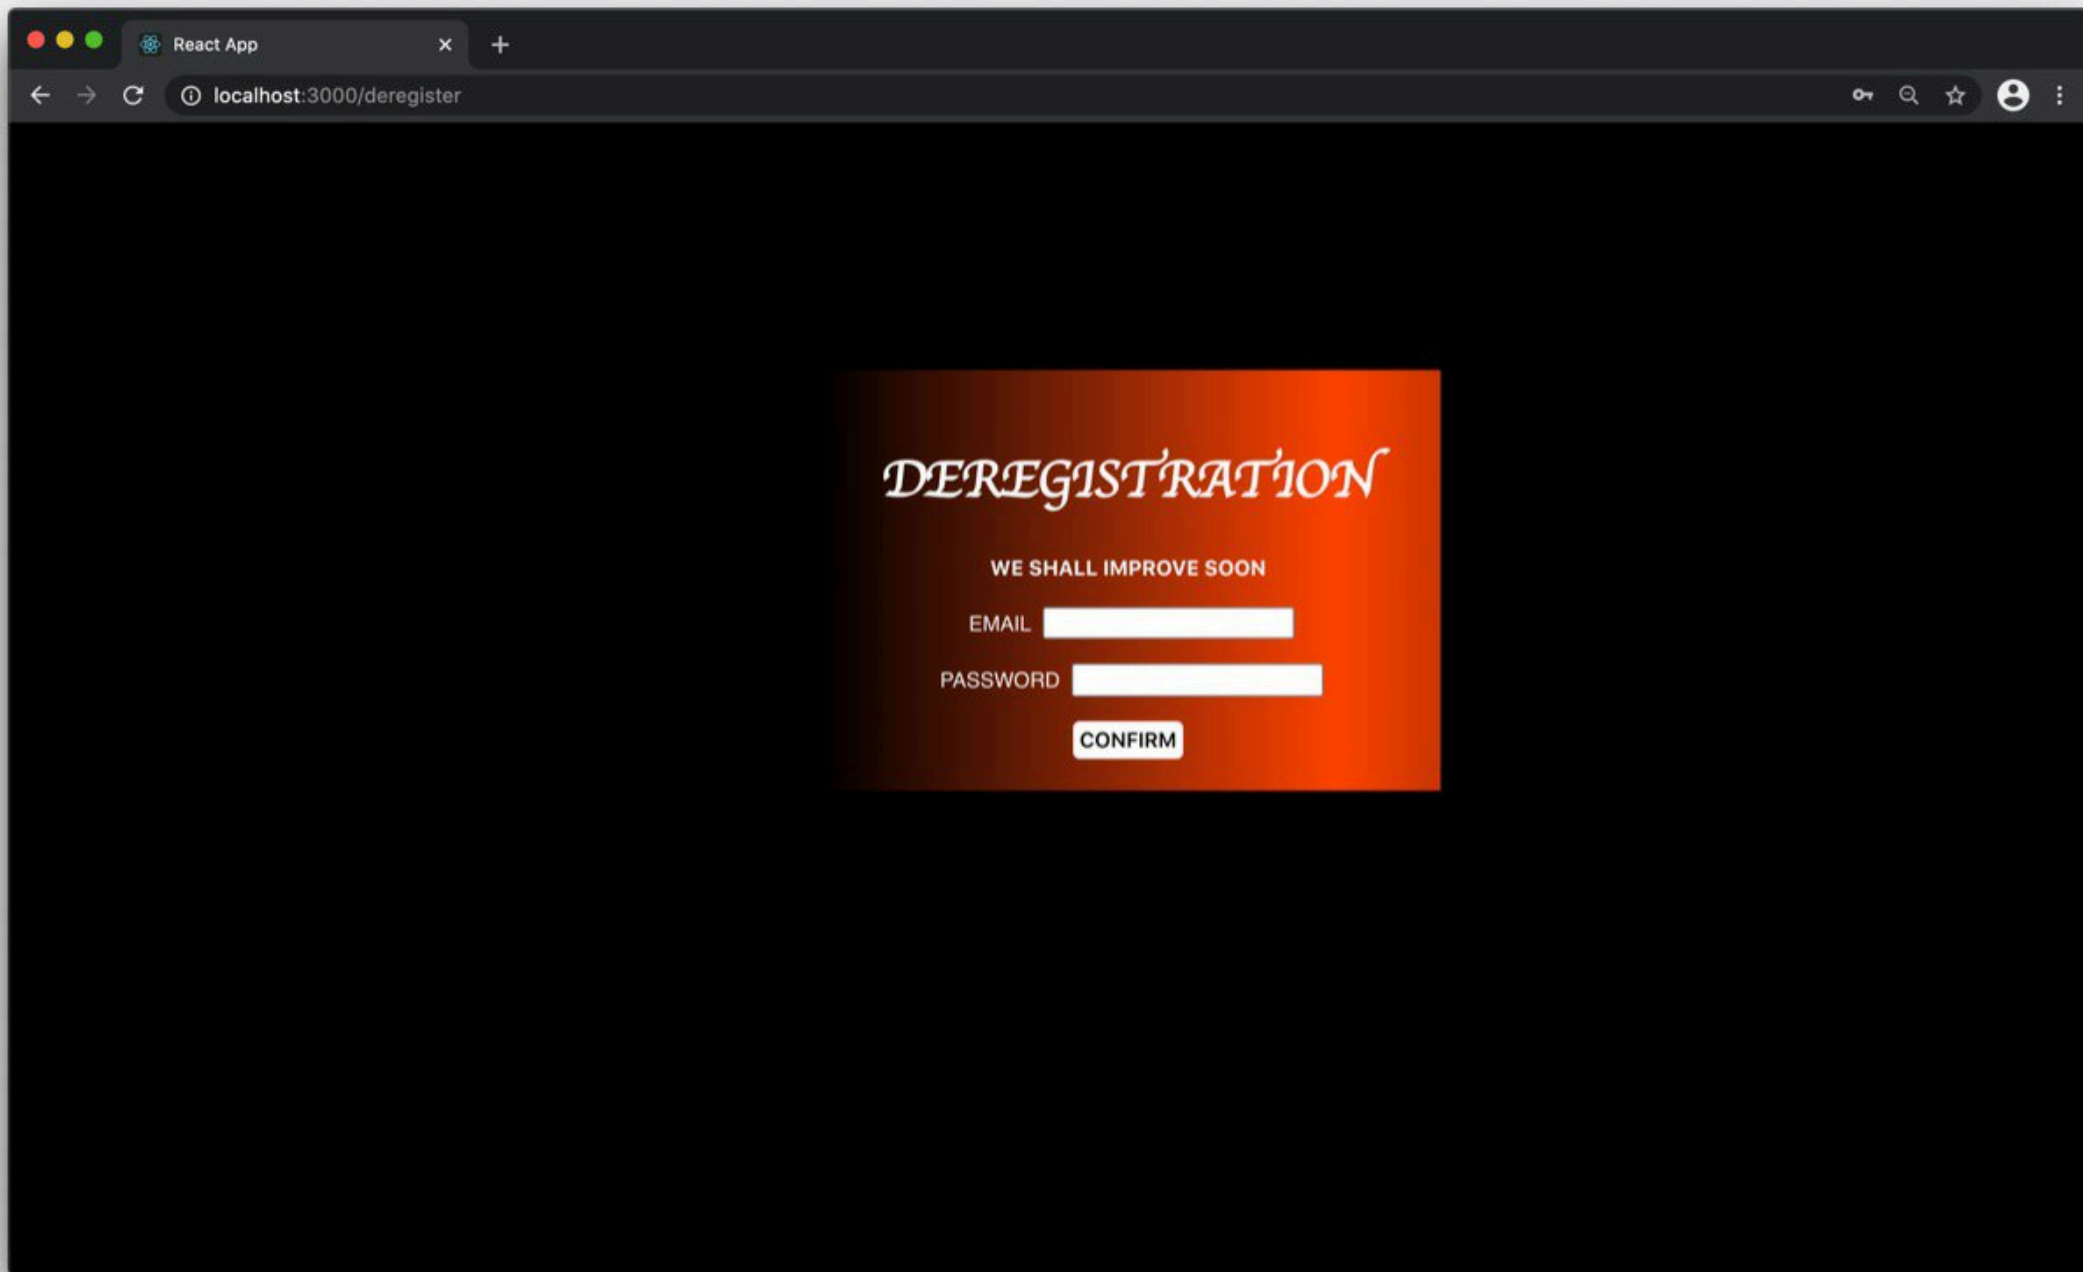 React App
localhost:3000/deregister
DEREGISTRATION
WE SHALL IMPROVE SOON
EMAIL
PASSWORD
CONFIRM